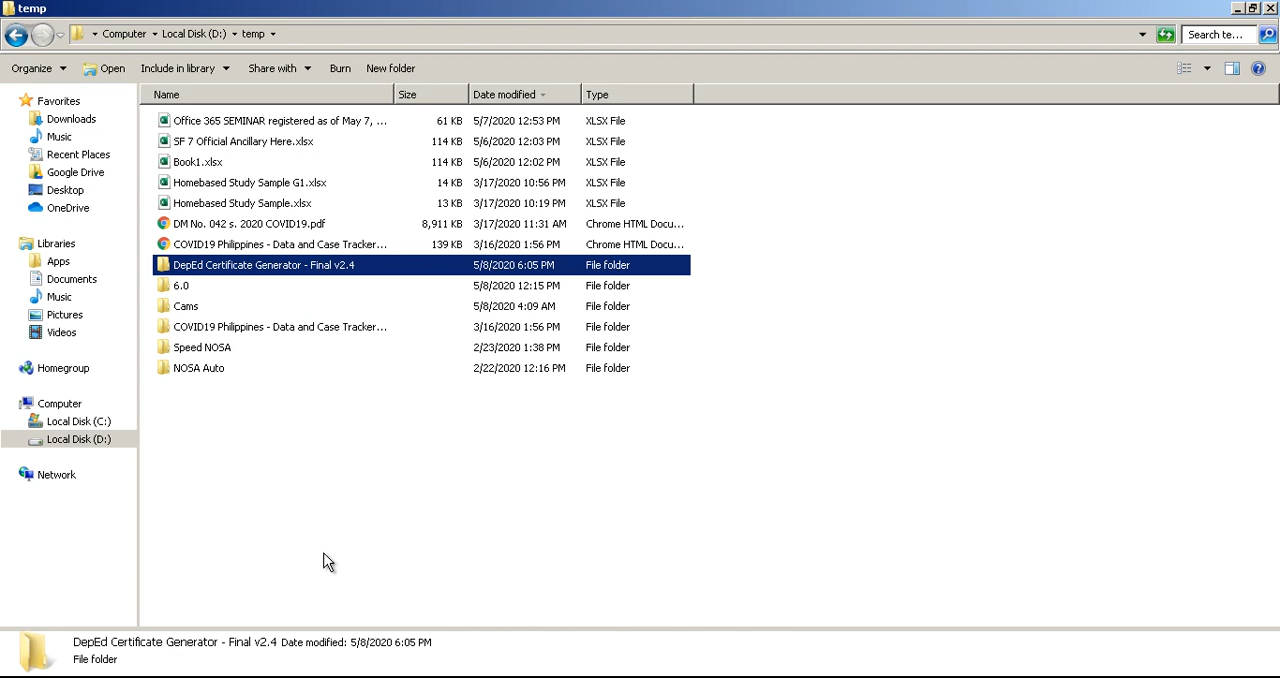 temp
Computer Local Disk (D:) temp Search te...
Organize Open Include in library Share with Burn New folder
Name Size Date modified Type
Favorites
Downloads
Music
Recent Places
Google Drive
Desktop
OneDrive
Libraries
Apps
Documents
Music
Pictures
Videos
Homegroup
Computer
Local Disk (C:)
Local Disk (D:)
Network
Office 365 SEMINAR registered as of May 7, ... 61 KB 5/7/2020 12:53 PM XLSX File
SF 7 Official Ancillary Here.xlsx 114 KB 5/6/2020 12:03 PM XLSX File
Book1.xlsx 114 KB 5/6/2020 12:02 PM XLSX File
Homebased Study Sample G1.xlsx 14 KB 3/17/2020 10:56 PM XLSX File
Homebased Study Sample.xlsx 13 KB 3/17/2020 10:19 PM XLSX File
DM No. 042 s. 2020 COVID19.pdf 8,911 KB 3/17/2020 11:31 AM Chrome HTML Docu...
COVID19 Philippines - Data and Case Tracker... 139 KB 3/16/2020 1:56 PM Chrome HTML Docu...
DepEd Certificate Generator - Final v2.4 5/8/2020 6:05 PM File folder
6.0 5/8/2020 12:15 PM File folder
Cams 5/8/2020 4:09 AM File folder
COVID19 Philippines - Data and Case Tracker... 3/16/2020 1:56 PM File folder
Speed NOSA 2/23/2020 1:38 PM File folder
NOSA Auto 2/22/2020 12:16 PM File folder
DepEd Certificate Generator - Final v2.4 Date modified: 5/8/2020 6:05 PM
File folder